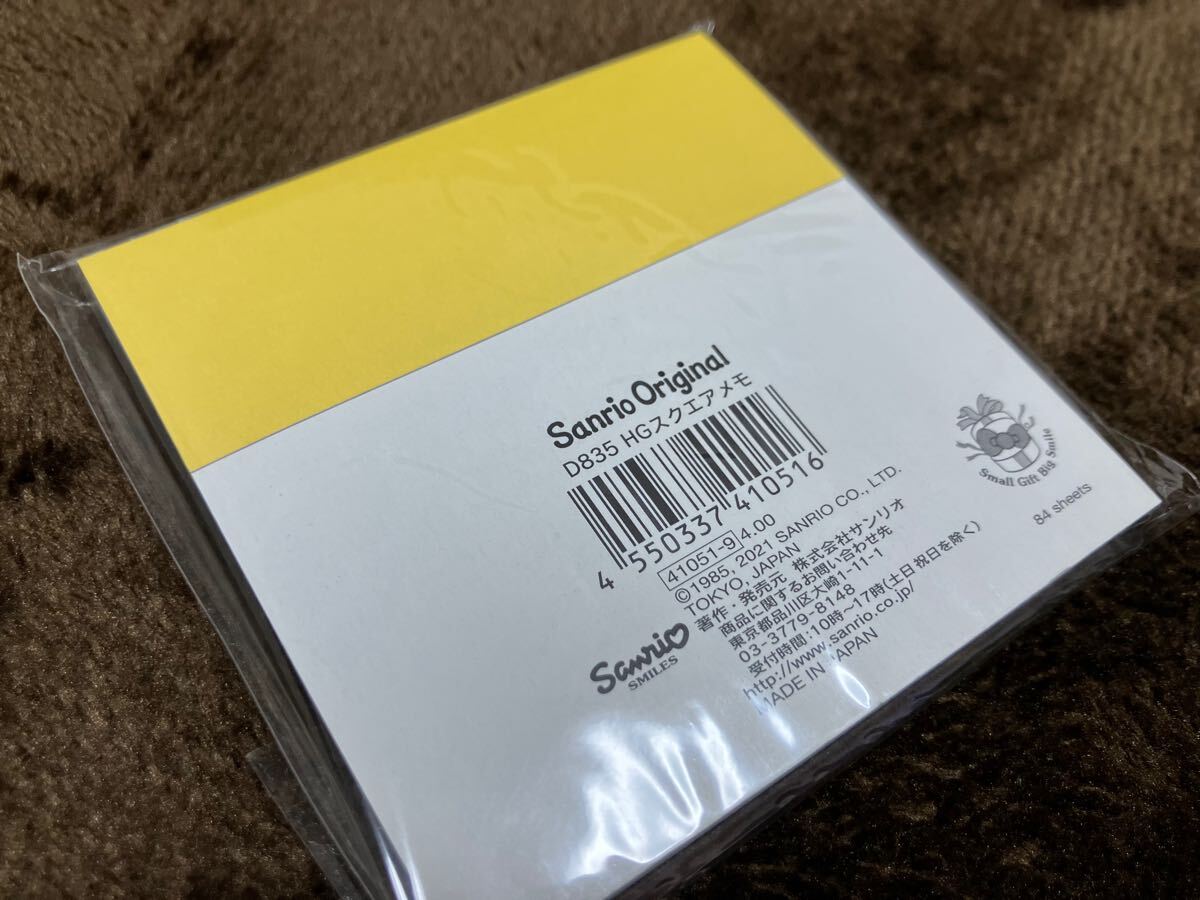 Sanrio Original
D835 HGスクエアメモ
4 550337 410516
41051-9 4.00
©1985, 2021 SANRIO CO., LTD.
TOKYO, JAPAN
著作・発売元 株式会社サンリオ
商品に関するお問い合わせ先
東京都品川区大崎1-11-1
03-3779-8148
受付時間:10時~17時(土日祝日を除く)
http://www.sanrio.co.jp/
MADE IN JAPAN
Sanrio
SMILES
Small Gift Big Smile
84 sheets